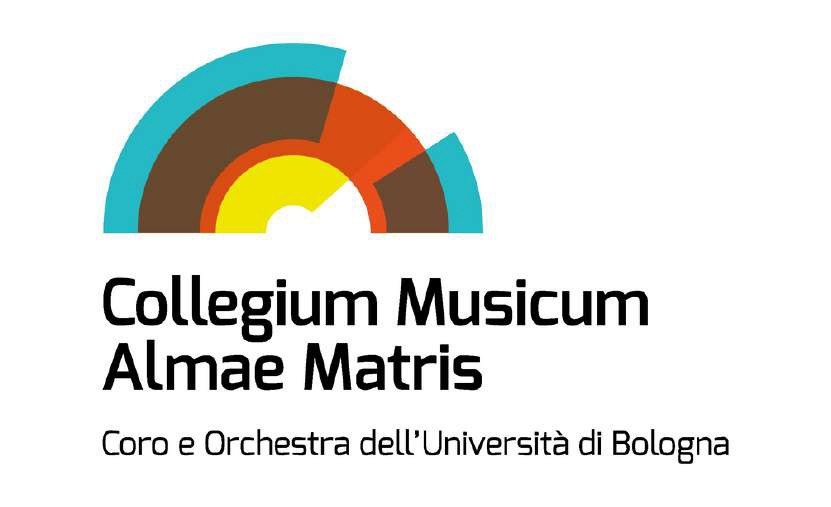 Collegium Musicum
Almae Matris
Coro e Orchestra dell'Università di Bologna